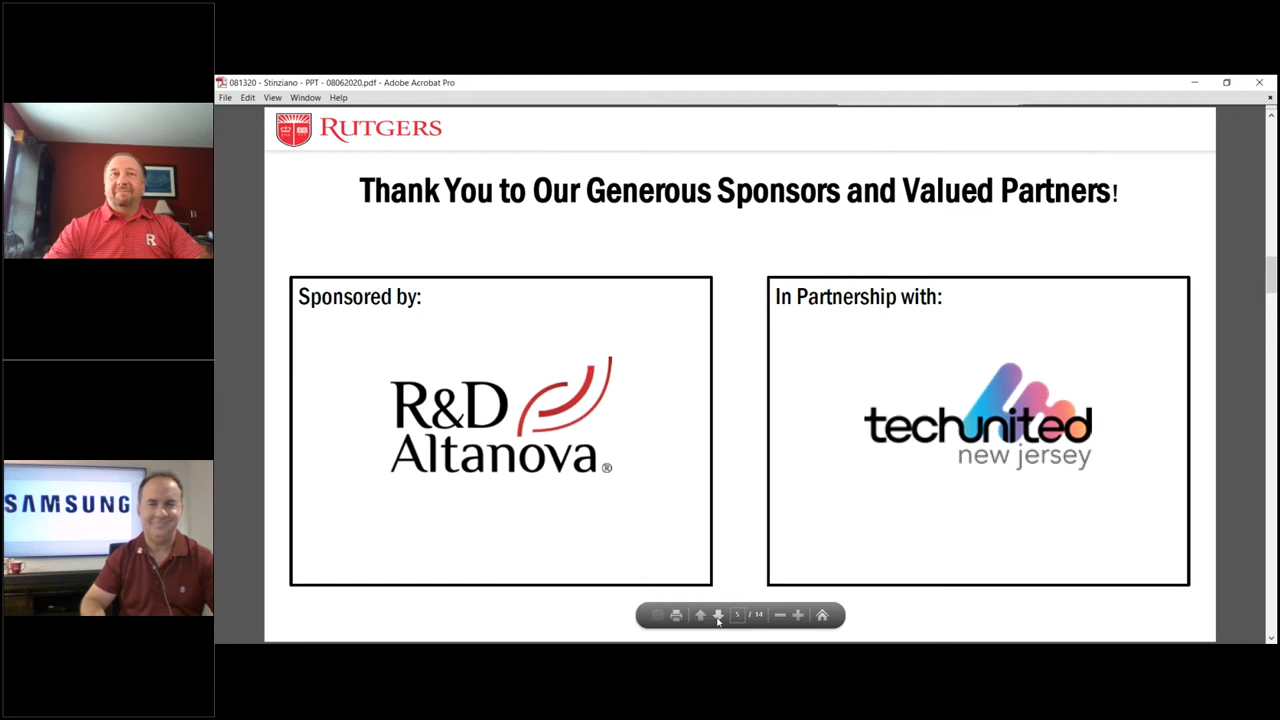 081320 - Stinziano - PPT - 08062020.pdf - Adobe Acrobat Pro
File Edit View Window Help
RUTGERS
Thank You to Our Generous Sponsors and Valued Partners!
Sponsored by:
R&D
Altanova®
In Partnership with:
techunited
new jersey
5 / 14
R
SAMSUNG